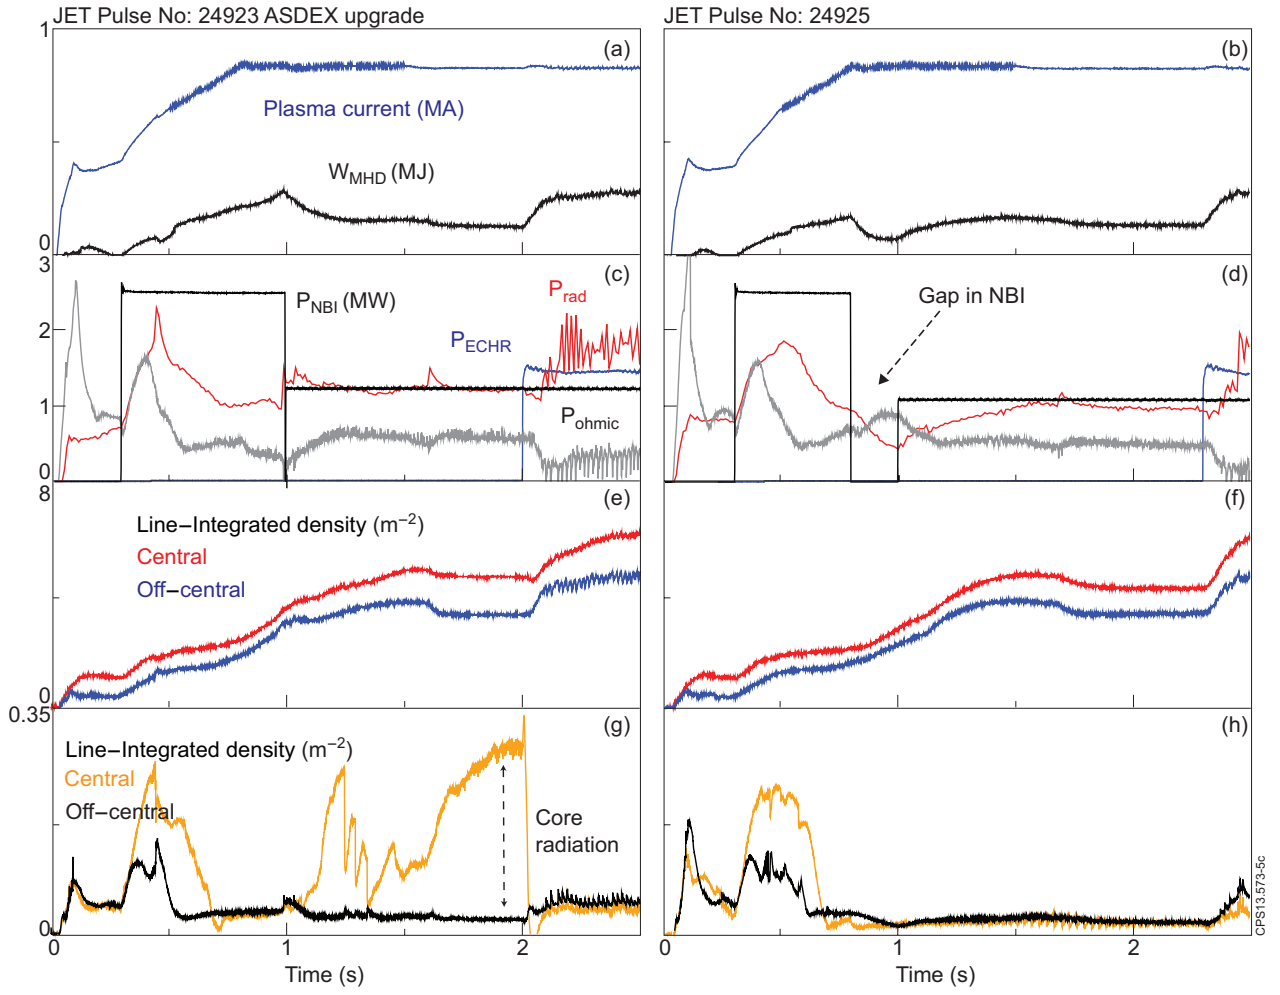 JET Pulse No: 24923 ASDEX upgrade
JET Pulse No: 24925
1
(a)
(b)
Plasma current (MA)
W_MHD (MJ)
0
3
(c)
(d)
P_NBI (MW)
P_rad
Gap in NBI
2
P_ECHR
1
P_ohmic
0
8
(e)
(f)
Line–Integrated density (m⁻²)
Central
Off–central
0
0.35
(g)
(h)
Line–Integrated density (m⁻²)
Central
Off–central
Core
radiation
0
0 1 2
0 1 2
Time (s)
Time (s)
CPS13.573-5c